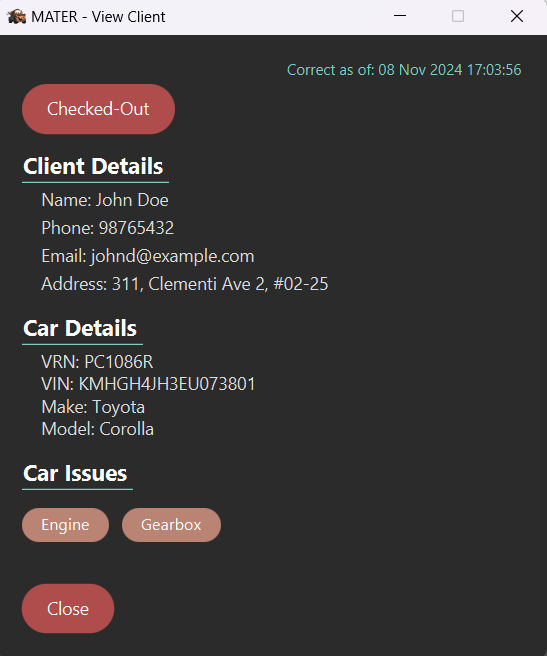 MATER - View Client
Correct as of: 08 Nov 2024 17:03:56
Checked-Out
Client Details
Name: John Doe
Phone: 98765432
Email: johnd@example.com
Address: 311, Clementi Ave 2, #02-25
Car Details
VRN: PC1086R
VIN: KMHGH4JH3EU073801
Make: Toyota
Model: Corolla
Car Issues
Engine Gearbox
Close